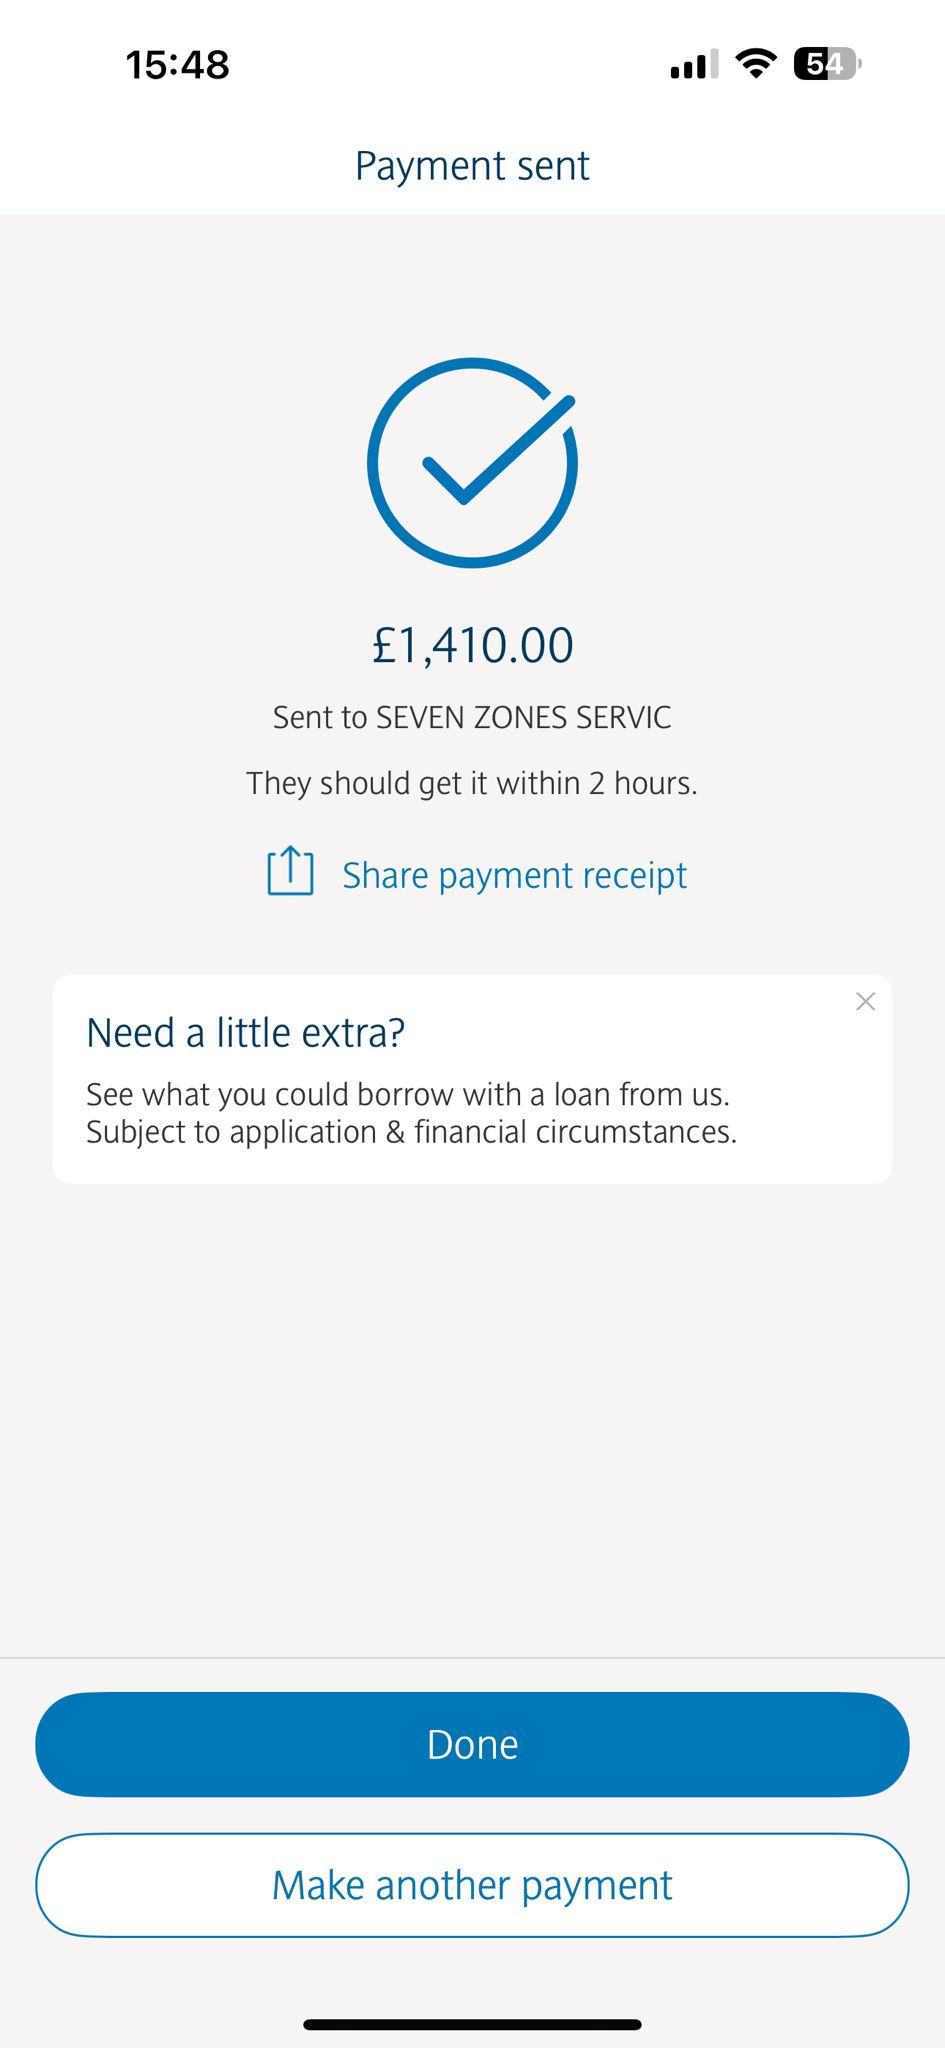 15:48
54
Payment sent
£1,410.00
Sent to SEVEN ZONES SERVIC
They should get it within 2 hours.
Share payment receipt
Need a little extra?
See what you could borrow with a loan from us.
Subject to application & financial circumstances.
Done
Make another payment